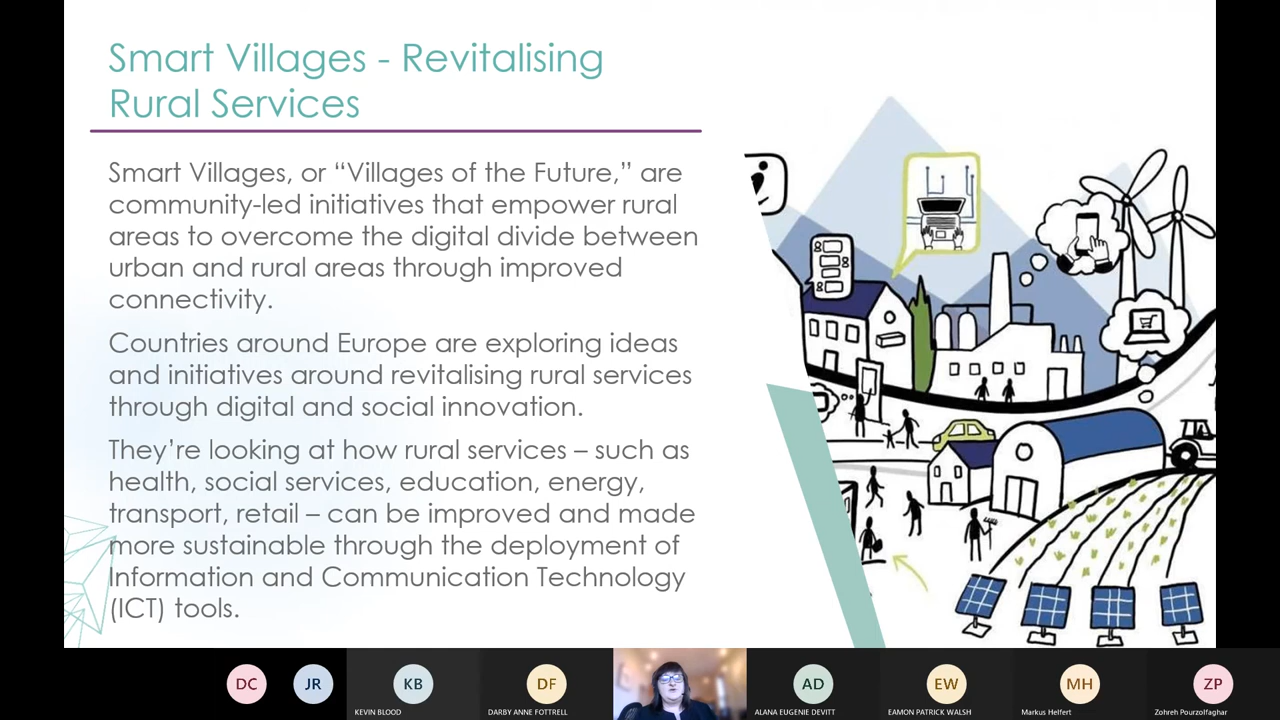 Smart Villages - Revitalising
Rural Services
Smart Villages, or “Villages of the Future,” are
community-led initiatives that empower rural
areas to overcome the digital divide between
urban and rural areas through improved
connectivity.
Countries around Europe are exploring ideas
and initiatives around revitalising rural services
through digital and social innovation.
They’re looking at how rural services – such as
health, social services, education, energy,
transport, retail – can be improved and made
more sustainable through the deployment of
Information and Communication Technology
(ICT) tools.
DC
JR
KB
KEVIN BLOOD
DF
DARBY ANNE FOTTRELL
AD
ALANA EUGENIE DEVITT
EW
EAMON PATRICK WALSH
MH
Markus Helfert
ZP
Zohreh Pourzolfaghar